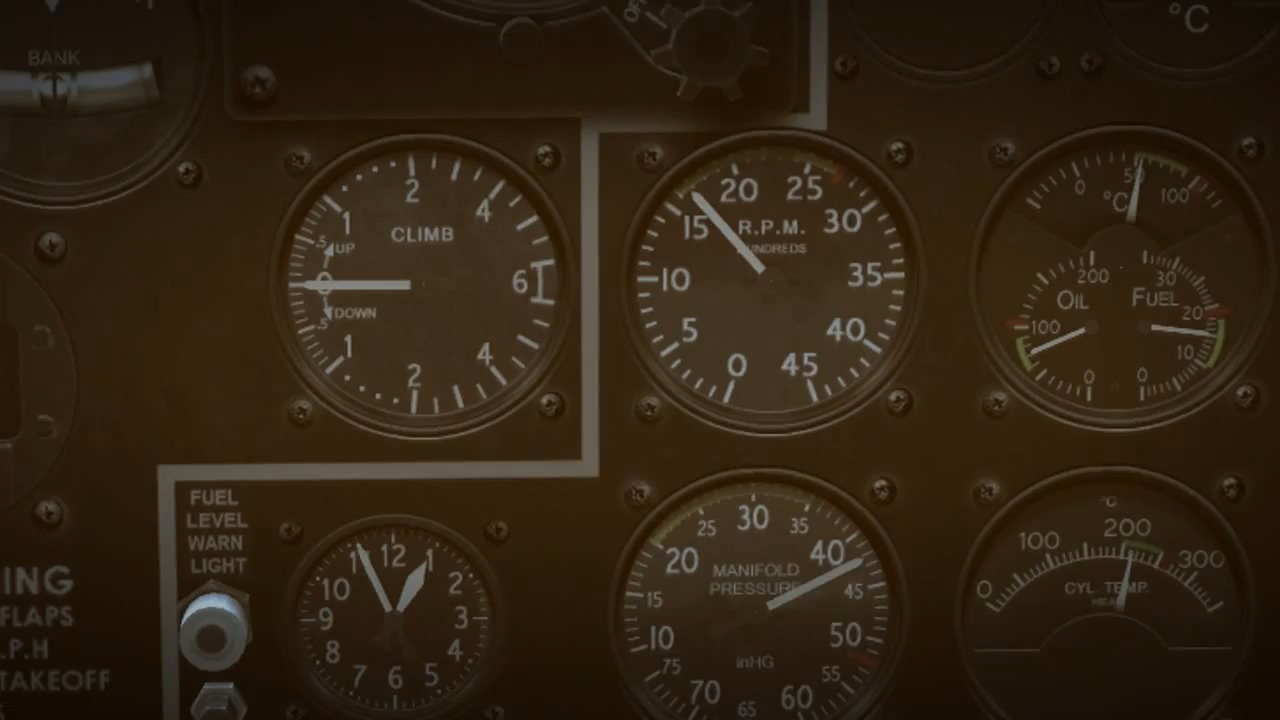 BANK
OFF
°C
2
4
1
CLIMB
.5
UP
0
6
.5
DOWN
1
4
2
20
25
15
R.P.M.
30
HUNDREDS
10
35
5
40
0
45
50
0
°C
100
200
30
OIL
FUEL
100
20
10
0
0
FUEL
LEVEL
WARN
LIGHT
12
11
1
10
2
9
3
8
4
7
5
6
30
25
35
20
40
MANIFOLD
PRESSURE
15
45
10
50
inHG
75
55
70
60
65
°C
200
100
300
0
CYL. TEMP.
FLAPS
.P.H
TAKEOFF